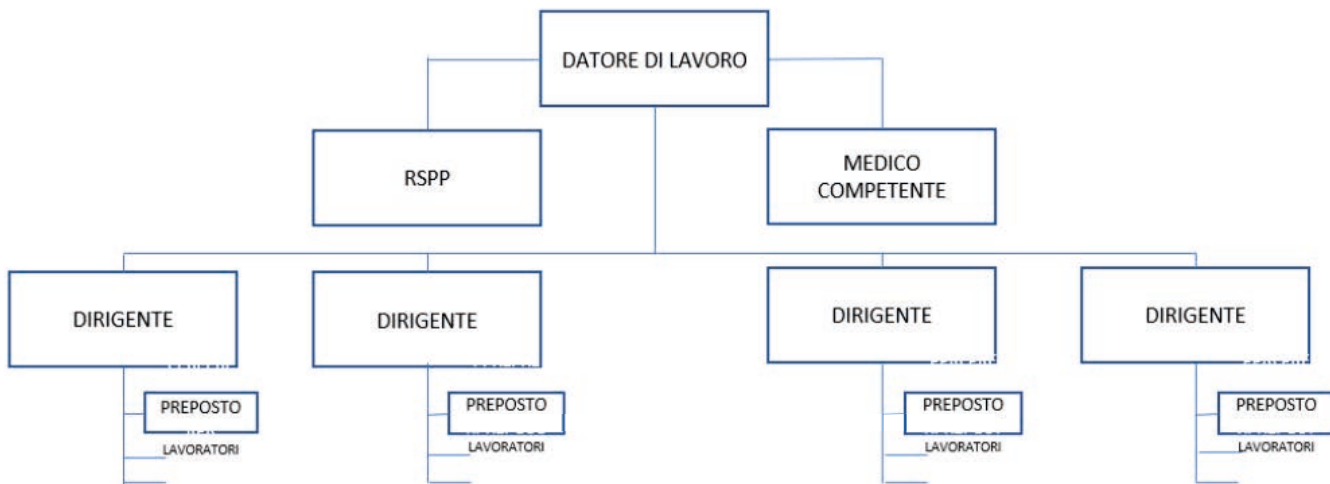 DATORE DI LAVORO
RSPP
MEDICO
COMPETENTE
DIRIGENTE
DIRIGENTE
DIRIGENTE
DIRIGENTE
PREPOSTO
PREPOSTO
PREPOSTO
PREPOSTO
LAVORATORI
LAVORATORI
LAVORATORI
LAVORATORI